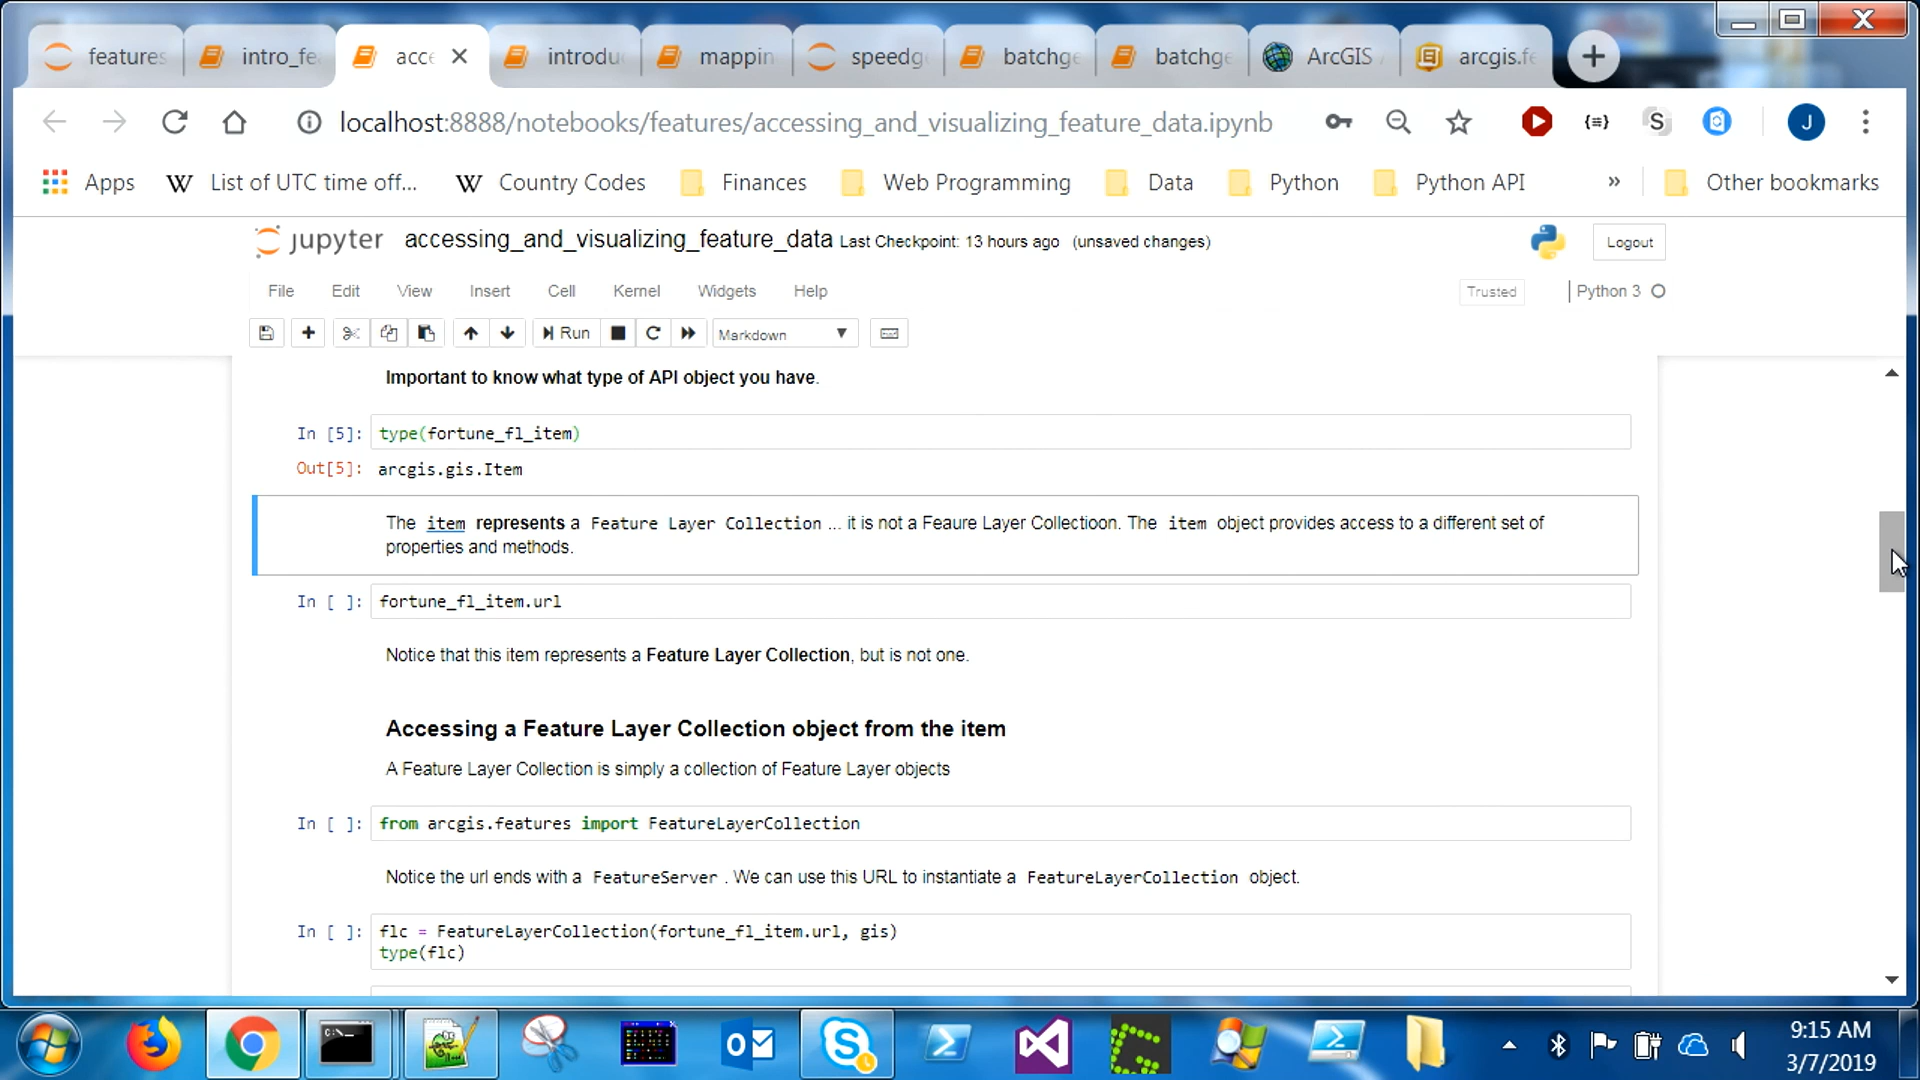 features
intro_fe
acce
introdu
mappin
speedg
batchge
batchge
ArcGIS
arcgis.fe
localhost:8888/notebooks/features/accessing_and_visualizing_feature_data.ipynb
J
Apps
List of UTC time off...
Country Codes
Finances
Web Programming
Data
Python
Python API
»
Other bookmarks
jupyter
accessing_and_visualizing_feature_data Last Checkpoint: 13 hours ago (unsaved changes)
Logout
File Edit View Insert Cell Kernel Widgets Help
Trusted
Python 3
Run
Markdown
Important to know what type of API object you have.
In [5]: type(fortune_fl_item)
Out[5]: arcgis.gis.Item
The item represents a Feature Layer Collection ... it is not a Feaure Layer Collectioon. The item object provides access to a different set of
properties and methods.
In [ ]: fortune_fl_item.url
Notice that this item represents a Feature Layer Collection, but is not one.
Accessing a Feature Layer Collection object from the item
A Feature Layer Collection is simply a collection of Feature Layer objects
In [ ]: from arcgis.features import FeatureLayerCollection
Notice the url ends with a FeatureServer . We can use this URL to instantiate a FeatureLayerCollection object.
In [ ]: flc = FeatureLayerCollection(fortune_fl_item.url, gis)
type(flc)
9:15 AM
3/7/2019